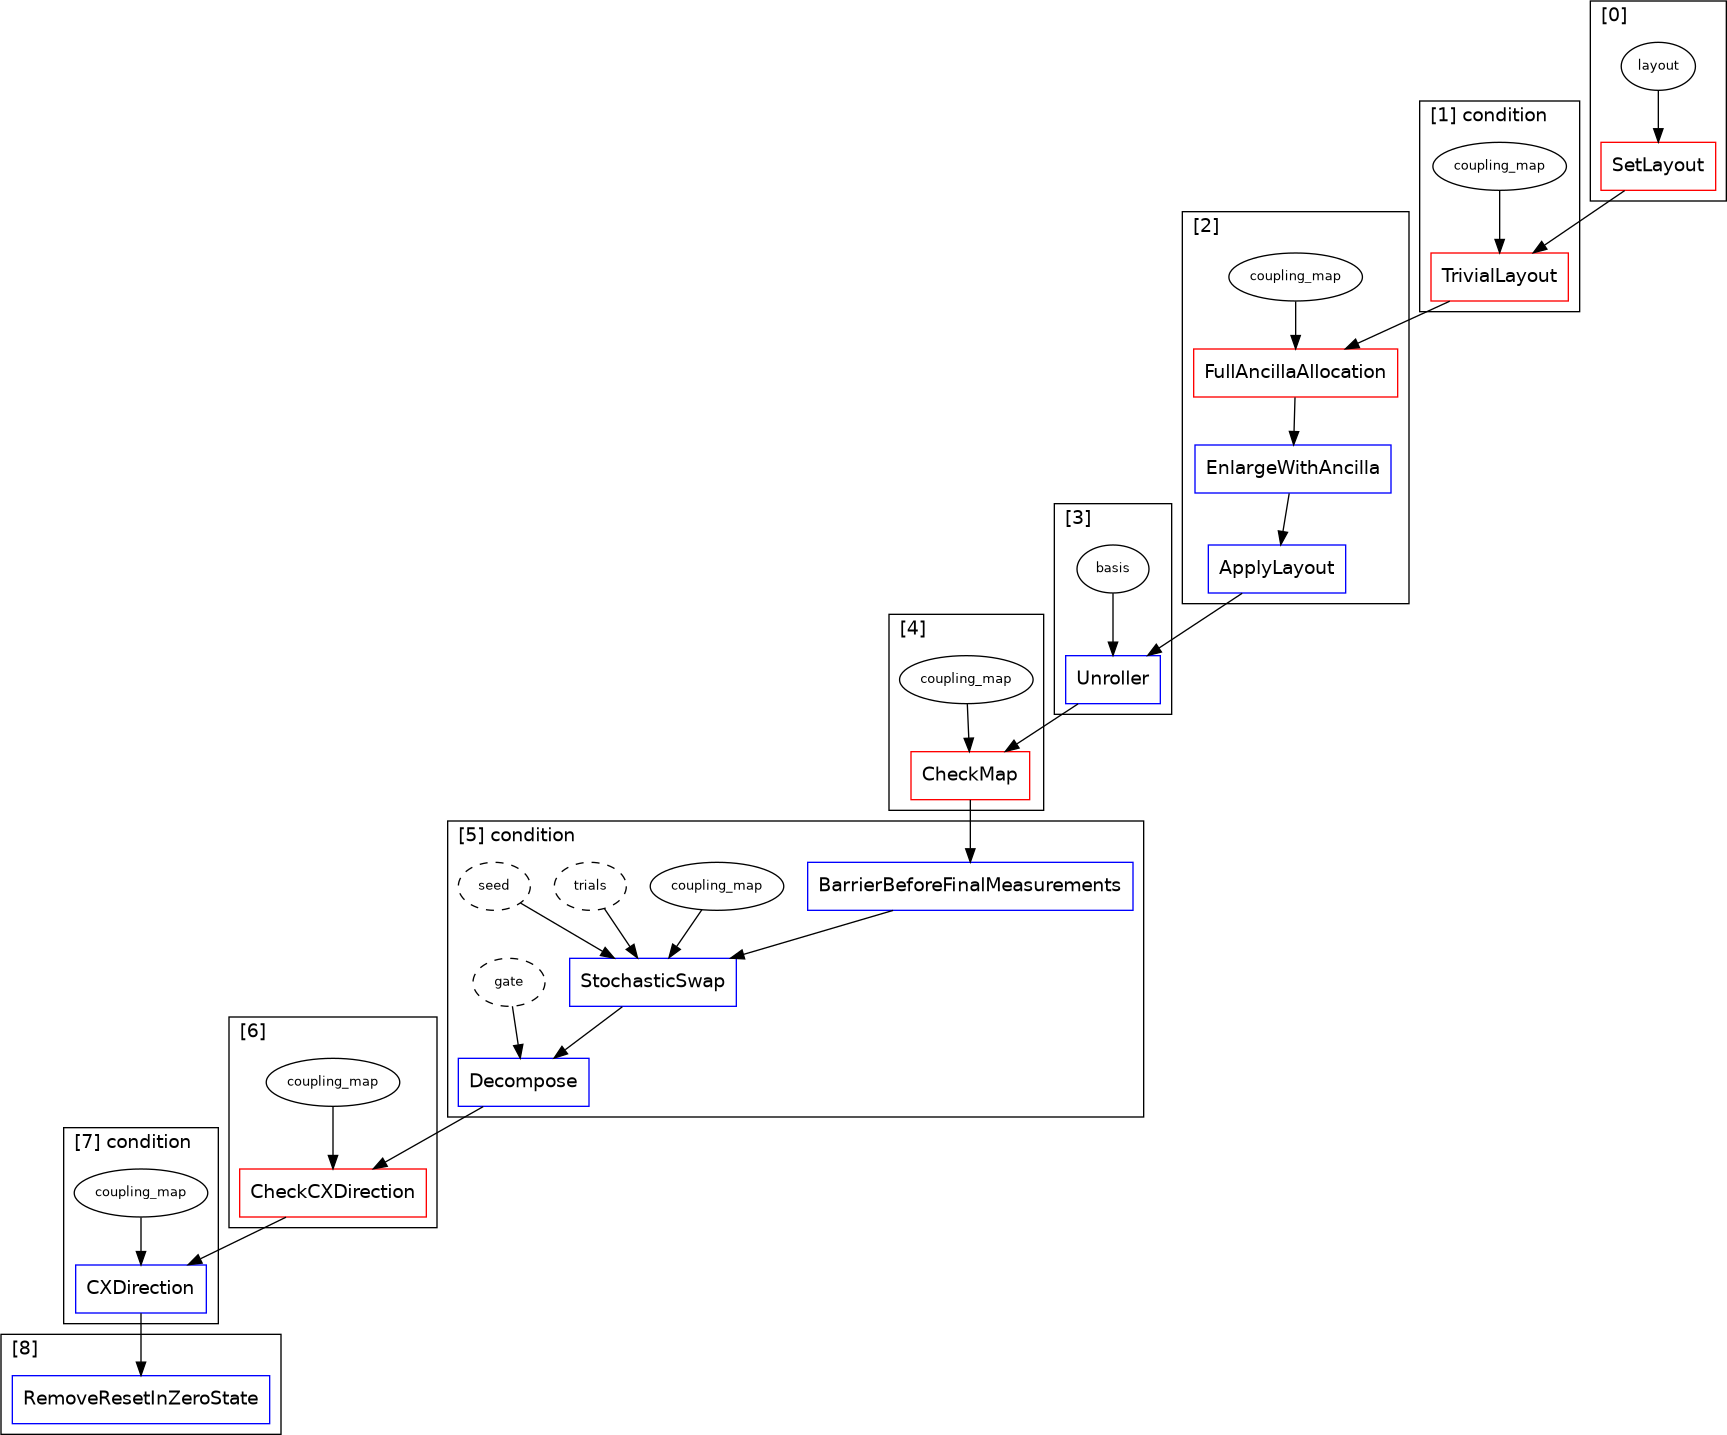 [0]
layout
SetLayout
[1] condition
coupling_map
TrivialLayout
[2]
coupling_map
FullAncillaAllocation
EnlargeWithAncilla
ApplyLayout
[3]
basis
Unroller
[4]
coupling_map
CheckMap
[5] condition
seed
trials
coupling_map
BarrierBeforeFinalMeasurements
gate
StochasticSwap
Decompose
[6]
coupling_map
CheckCXDirection
[7] condition
coupling_map
CXDirection
[8]
RemoveResetInZeroState